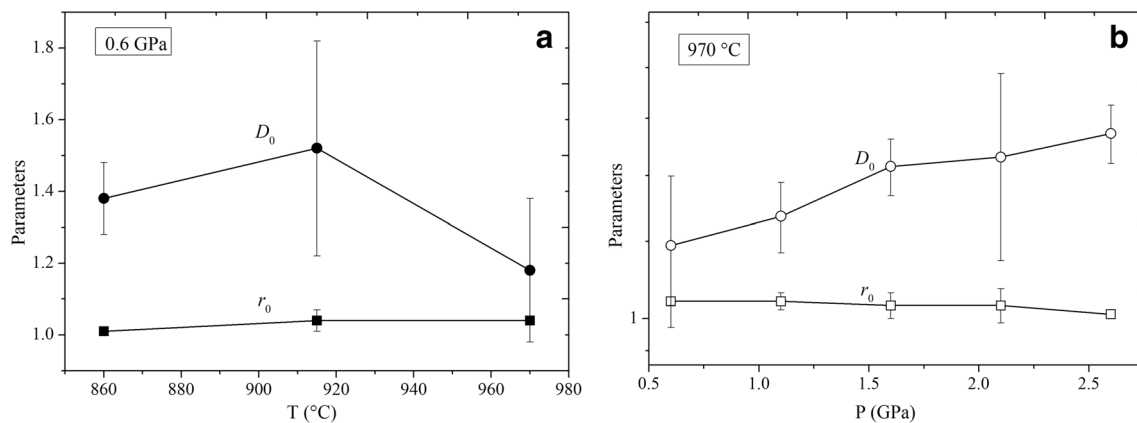 0.6 GPa
a
1.8
1.6
1.4
1.2
1.0
Parameters
D₀
r₀
860 880 900 920 940 960 980
T (°C)
970 °C
b
1
Parameters
D₀
r₀
0.5 1.0 1.5 2.0 2.5
P (GPa)